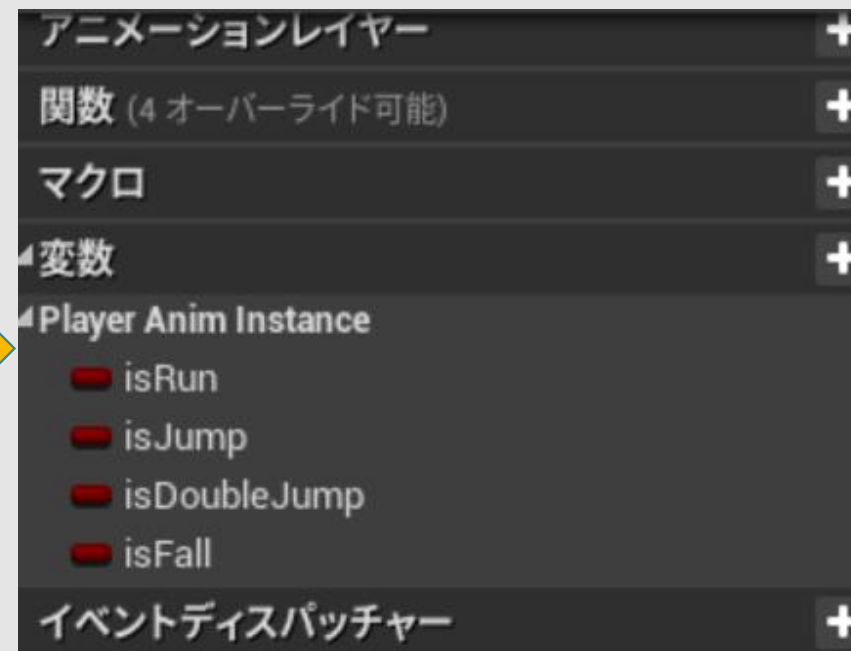 アニメーションレイヤー
関数 (4 オーバーライド可能)
マクロ
変数
Player Anim Instance
isRun
isJump
isDoubleJump
isFall
イベントディスパッチャー